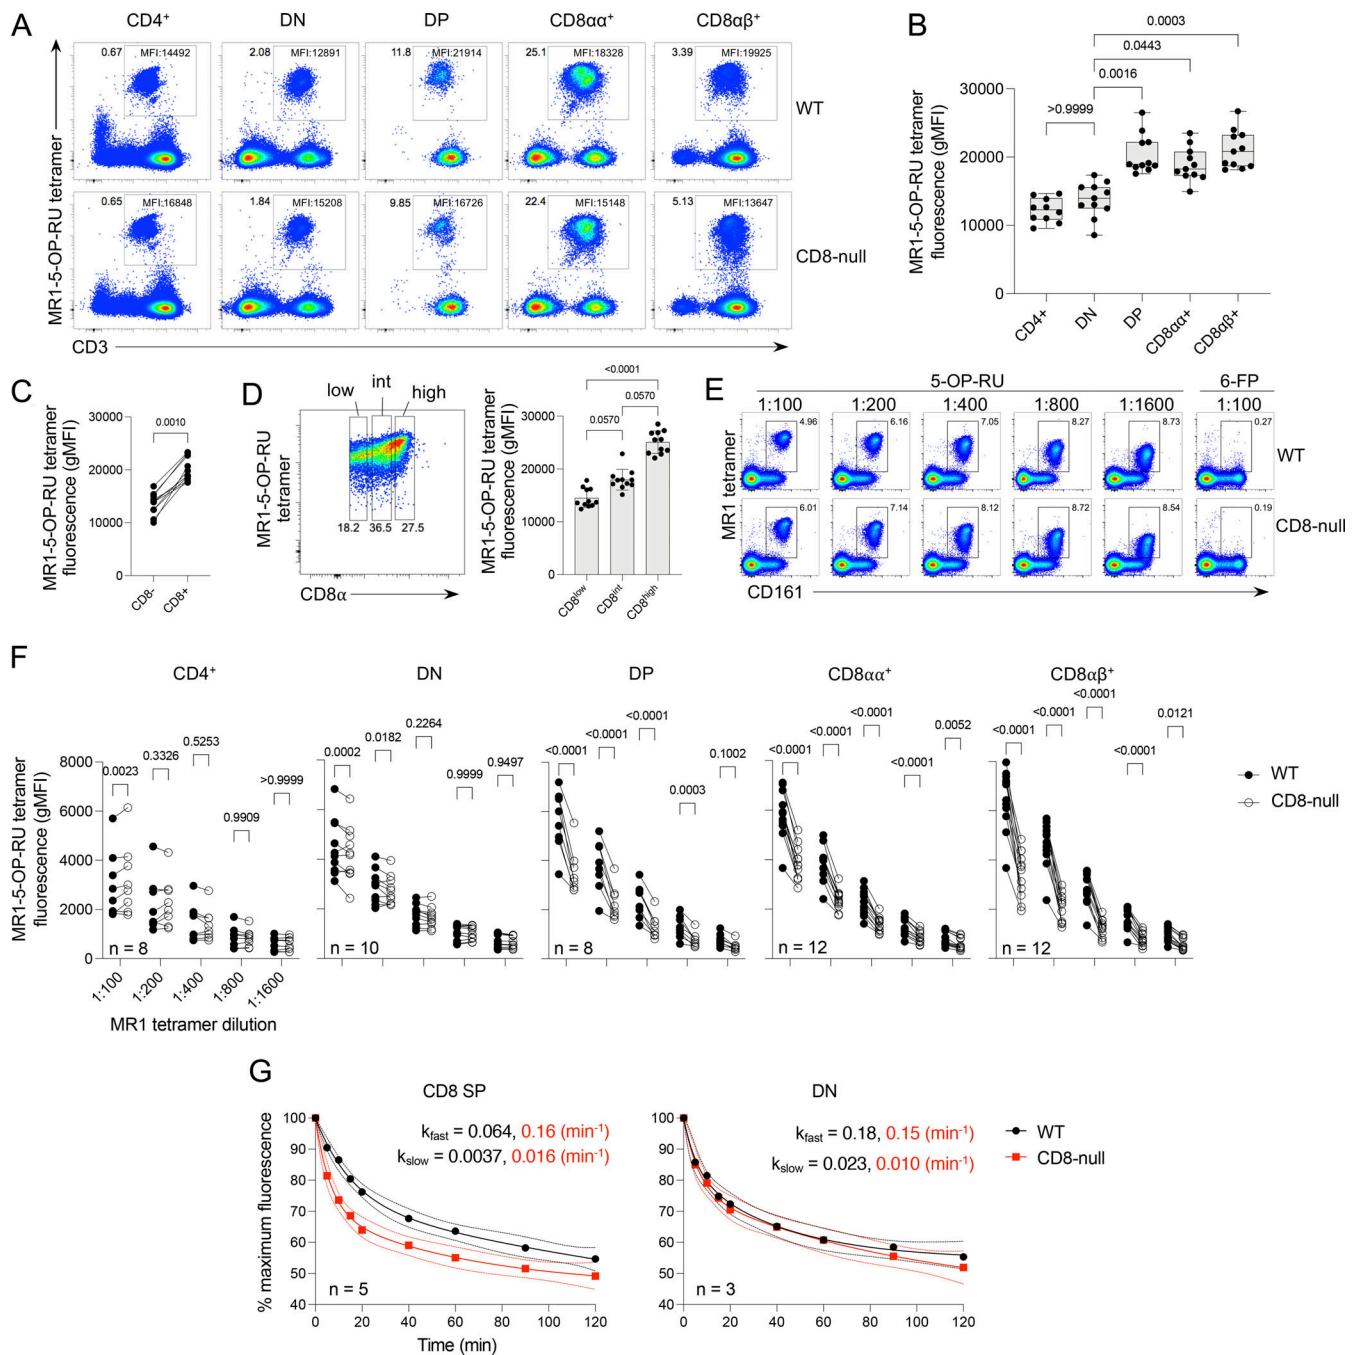 A
CD4⁺ DN DP CD8αα⁺ CD8αβ⁺
0.67 MFI:14492 2.08 MFI:12891 11.8 MFI:21914 25.1 MFI:18328 3.39 MFI:19925
WT
0.65 MFI:16848 1.84 MFI:15208 9.85 MFI:16726 22.4 MFI:15148 5.13 MFI:13647
CD8-null
MR1-5-OP-RU tetramer
CD3
B
MR1-5-OP-RU tetramer
fluorescence (gMFI)
0.0003
0.0443
0.0016
>0.9999
30000
20000
10000
0
CD4+ DN DP CD8αα+ CD8αβ+
C
MR1-5-OP-RU tetramer
fluorescence (gMFI)
30000
0.0010
20000
10000
0
CD8- CD8+
D
low int high
MR1-5-OP-RU
tetramer
18.2 36.5 27.5
CD8α
MR1-5-OP-RU tetramer
fluorescence (gMFI)
<0.0001
0.0570
0.0570
30000
20000
10000
0
CD8low CD8int CD8high
E
5-OP-RU 6-FP
1:100 1:200 1:400 1:800 1:1600 1:100
4.96 6.16 7.05 8.27 8.73 0.27
WT
6.01 7.14 8.12 8.72 8.54 0.19
CD8-null
MR1 tetramer
CD161
F
MR1-5-OP-RU tetramer
fluorescence (gMFI)
8000
6000
4000
2000
0
CD4⁺
0.0023 0.3326 0.5253 0.9909 >0.9999
n = 8
1:100 1:200 1:400 1:800 1:1600
MR1 tetramer dilution
DN
0.0002 0.0182 0.2264 0.9999 0.9497
n = 10
DP
<0.0001 <0.0001 <0.0001 0.0003 0.1002
n = 8
CD8αα⁺
<0.0001 <0.0001 <0.0001 <0.0001 0.0052
n = 12
CD8αβ⁺
<0.0001 <0.0001 <0.0001 <0.0001 0.0121
n = 12
WT
CD8-null
G
CD8 SP
% maximum fluorescence
100
90
80
70
60
50
40
kfast = 0.064, 0.16 (min⁻¹)
kslow = 0.0037, 0.016 (min⁻¹)
n = 5
0 20 40 60 80 100 120
Time (min)
DN
100
90
80
70
60
50
40
kfast = 0.18, 0.15 (min⁻¹)
kslow = 0.023, 0.010 (min⁻¹)
n = 3
0 20 40 60 80 100 120
WT
CD8-null